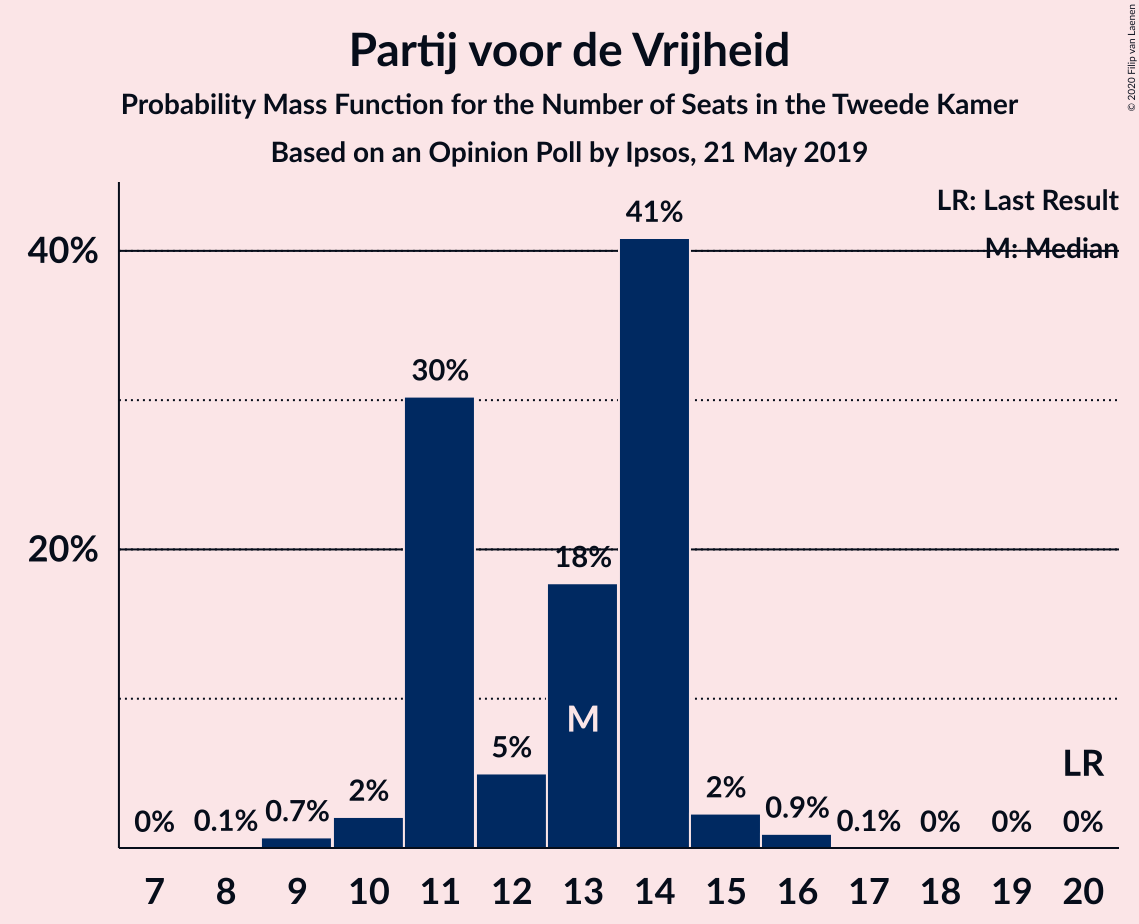 Partij voor de Vrijheid
Probability Mass Function for the Number of Seats in the Tweede Kamer
Based on an Opinion Poll by Ipsos, 21 May 2019
© 2020 Filip van Laenen
LR: Last Result
M: Median
40%
20%
0%
0.1%
0.7%
2%
30%
5%
18%
41%
2%
0.9%
0.1%
0%
0%
0%
M
LR
7 8 9 10 11 12 13 14 15 16 17 18 19 20